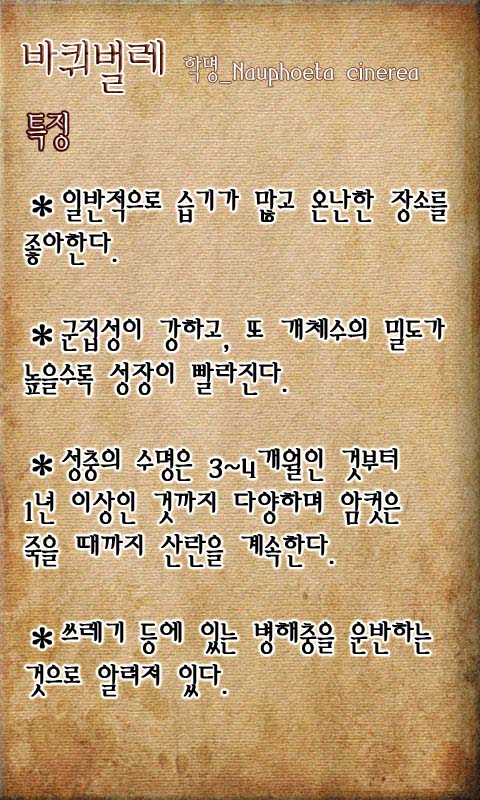 바퀴벌레 학명_Nauphoeta cinerea
특징
* 일반적으로 습기가 많고 온난한 장소를
좋아한다.
* 군집성이 강하고, 또 개체수의 밀도가
높을수록 성장이 빨라진다.
* 성충의 수명은 3~4개월인 것부터
1년 이상인 것까지 다양하며 암컷은
죽을 때까지 산란을 계속한다.
* 쓰레기 등에 있는 병해충을 운반하는
것으로 알려져 있다.